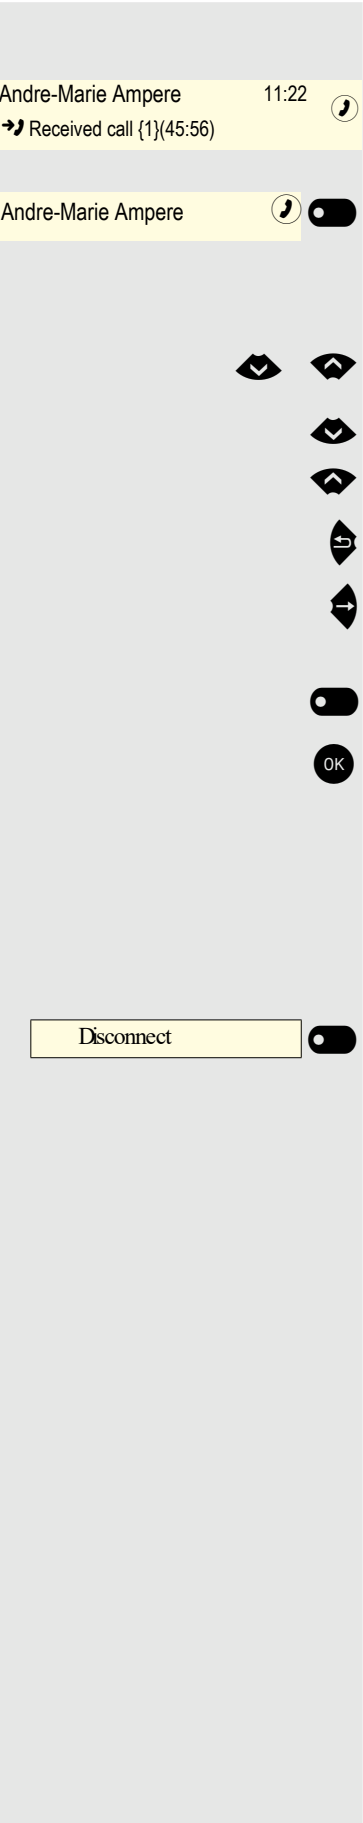 Andre-Marie Ampere 11:22
Received call {1}(45:56)
Andre-Marie Ampere
OK
Disconnect